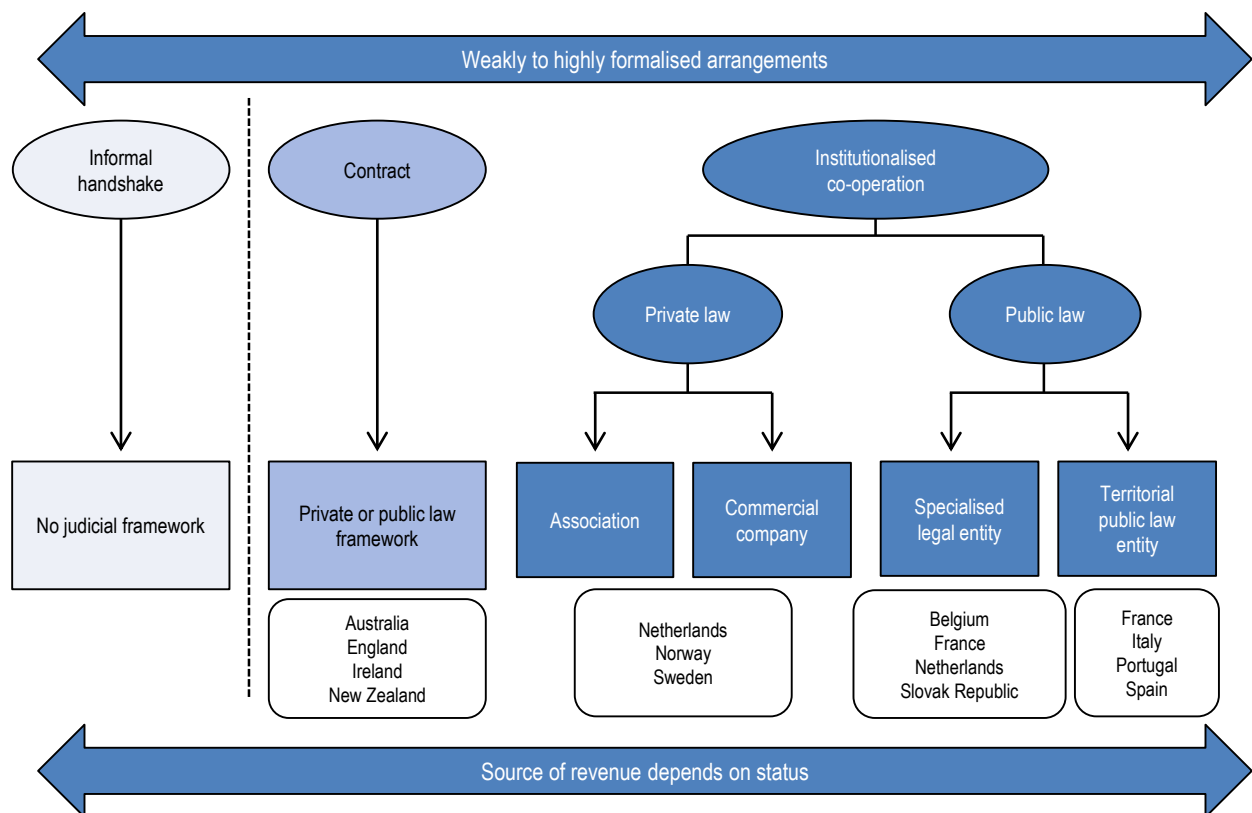 Weakly to highly formalised arrangements
Informal
handshake
Contract
Institutionalised
co-operation
Private law
Public law
No judicial framework
Private or public law
framework
Association
Commercial
company
Specialised
legal entity
Territorial
public law
entity
Australia
England
Ireland
New Zealand
Netherlands
Norway
Sweden
Belgium
France
Netherlands
Slovak Republic
France
Italy
Portugal
Spain
Source of revenue depends on status